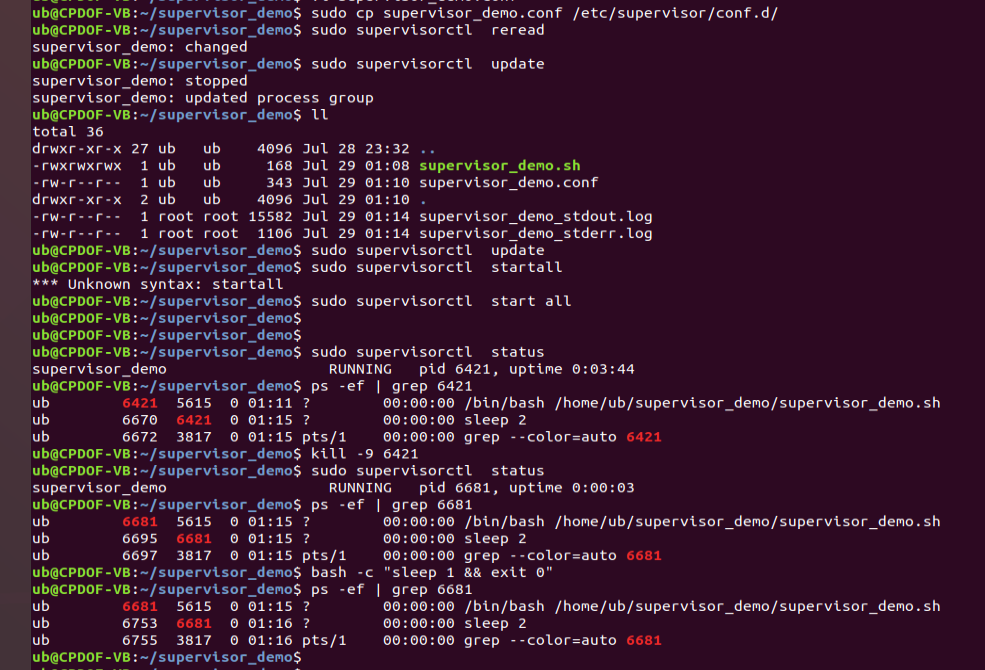 ub@CPDOF-VB:~/supervisor_demo$ sudo cp supervisor_demo.conf /etc/supervisor/conf.d/
ub@CPDOF-VB:~/supervisor_demo$ sudo supervisorctl  reread
supervisor_demo: changed
ub@CPDOF-VB:~/supervisor_demo$ sudo supervisorctl  update
supervisor_demo: stopped
supervisor_demo: updated process group
ub@CPDOF-VB:~/supervisor_demo$ ll
total 36
drwxr-xr-x 27 ub   ub    4096 Jul 28 23:32 ..
-rwxrwxrwx  1 ub   ub     168 Jul 29 01:08 supervisor_demo.sh
-rw-r--r--  1 ub   ub     343 Jul 29 01:10 supervisor_demo.conf
drwxr-xr-x  2 ub   ub    4096 Jul 29 01:10 .
-rw-r--r--  1 root root 15582 Jul 29 01:14 supervisor_demo_stdout.log
-rw-r--r--  1 root root  1106 Jul 29 01:14 supervisor_demo_stderr.log
ub@CPDOF-VB:~/supervisor_demo$ sudo supervisorctl  update
ub@CPDOF-VB:~/supervisor_demo$ sudo supervisorctl  startall
*** Unknown syntax: startall
ub@CPDOF-VB:~/supervisor_demo$ sudo supervisorctl  start all
ub@CPDOF-VB:~/supervisor_demo$
ub@CPDOF-VB:~/supervisor_demo$
ub@CPDOF-VB:~/supervisor_demo$ sudo supervisorctl  status
supervisor_demo                  RUNNING   pid 6421, uptime 0:03:44
ub@CPDOF-VB:~/supervisor_demo$ ps -ef | grep 6421
ub        6421  5615  0 01:11 ?        00:00:00 /bin/bash /home/ub/supervisor_demo/supervisor_demo.sh
ub        6670  6421  0 01:15 ?        00:00:00 sleep 2
ub        6672  3817  0 01:15 pts/1    00:00:00 grep --color=auto 6421
ub@CPDOF-VB:~/supervisor_demo$ kill -9 6421
ub@CPDOF-VB:~/supervisor_demo$ sudo supervisorctl  status
supervisor_demo                  RUNNING   pid 6681, uptime 0:00:03
ub@CPDOF-VB:~/supervisor_demo$ ps -ef | grep 6681
ub        6681  5615  0 01:15 ?        00:00:00 /bin/bash /home/ub/supervisor_demo/supervisor_demo.sh
ub        6695  6681  0 01:15 ?        00:00:00 sleep 2
ub        6697  3817  0 01:15 pts/1    00:00:00 grep --color=auto 6681
ub@CPDOF-VB:~/supervisor_demo$ bash -c "sleep 1 && exit 0"
ub@CPDOF-VB:~/supervisor_demo$ ps -ef | grep 6681
ub        6681  5615  0 01:15 ?        00:00:00 /bin/bash /home/ub/supervisor_demo/supervisor_demo.sh
ub        6753  6681  0 01:16 ?        00:00:00 sleep 2
ub        6755  3817  0 01:16 pts/1    00:00:00 grep --color=auto 6681
ub@CPDOF-VB:~/supervisor_demo$